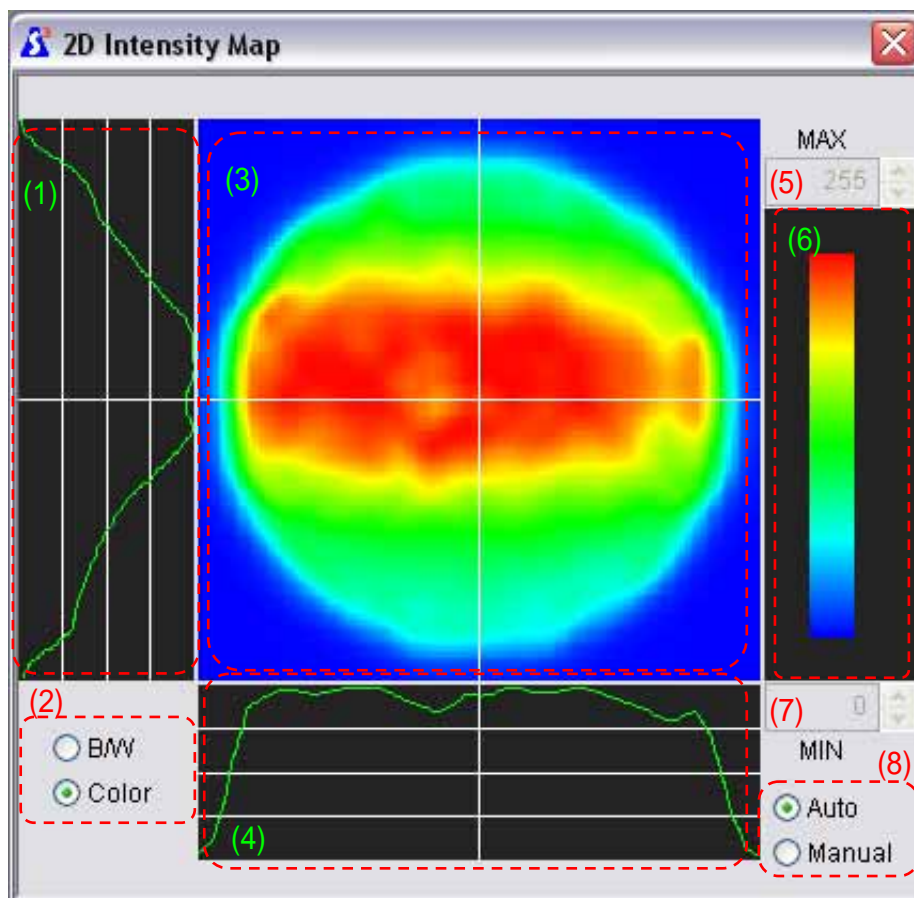 2D Intensity Map
MAX
(1)
(3)
(5) 255
(6)
(2)
(7) 0
B/W
MIN
(8)
Color
Auto
(4)
Manual